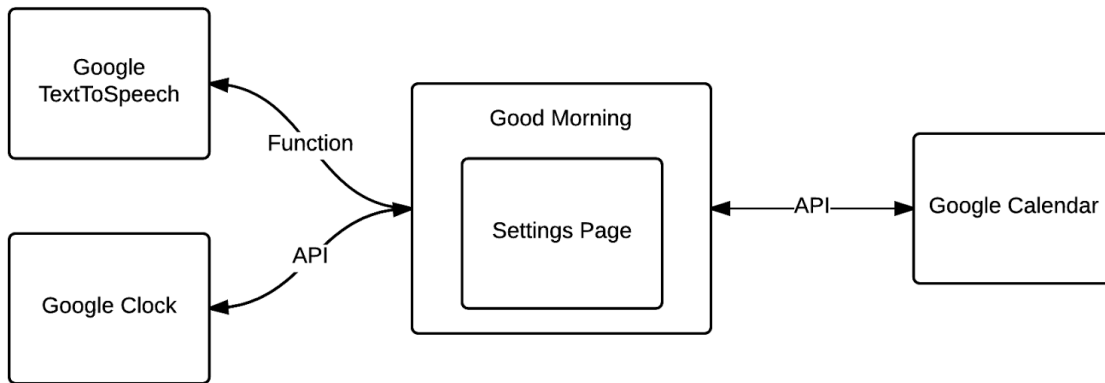 Google
TextToSpeech
Function
Good Morning
Settings Page
API
Google Calendar
API
Google Clock